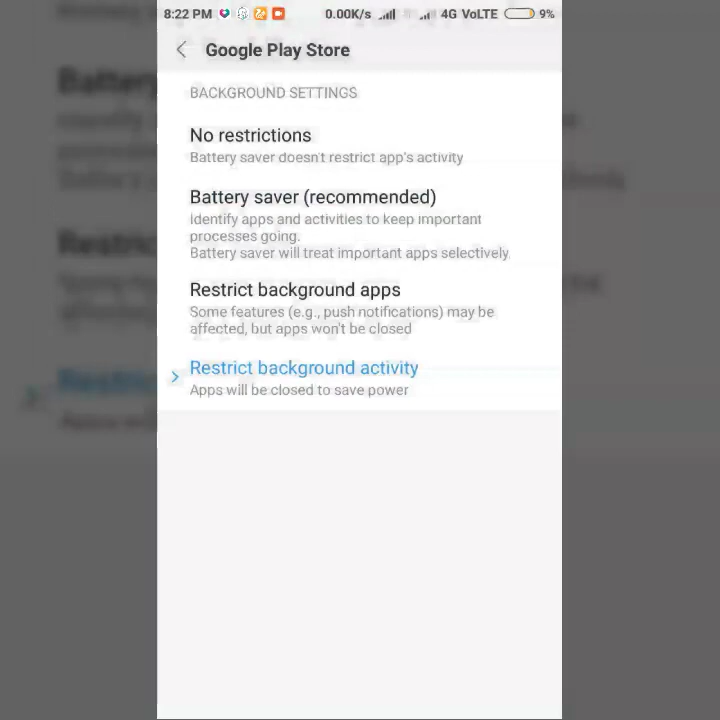 8:22 PM 0.00K/s 4G VoLTE 9%
Google Play Store
BACKGROUND SETTINGS
No restrictions
Battery saver doesn't restrict app's activity
Battery saver (recommended)
Identify apps and activities to keep important
processes going.
Battery saver will treat important apps selectively.
Restrict background apps
Some features (e.g., push notifications) may be
affected, but apps won't be closed
Restrict background activity
Apps will be closed to save power